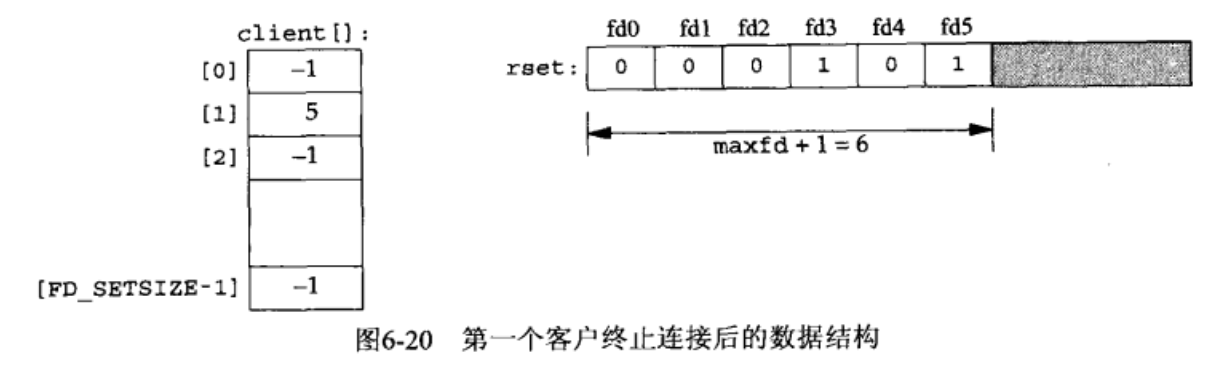 client[]:
[0] −1
[1] 5
[2] −1
[FD_SETSIZE-1] −1
fd0 fd1 fd2 fd3 fd4 fd5
rset: 0 0 0 1 0 1
maxfd + 1 = 6
图6-20 第一个客户终止连接后的数据结构